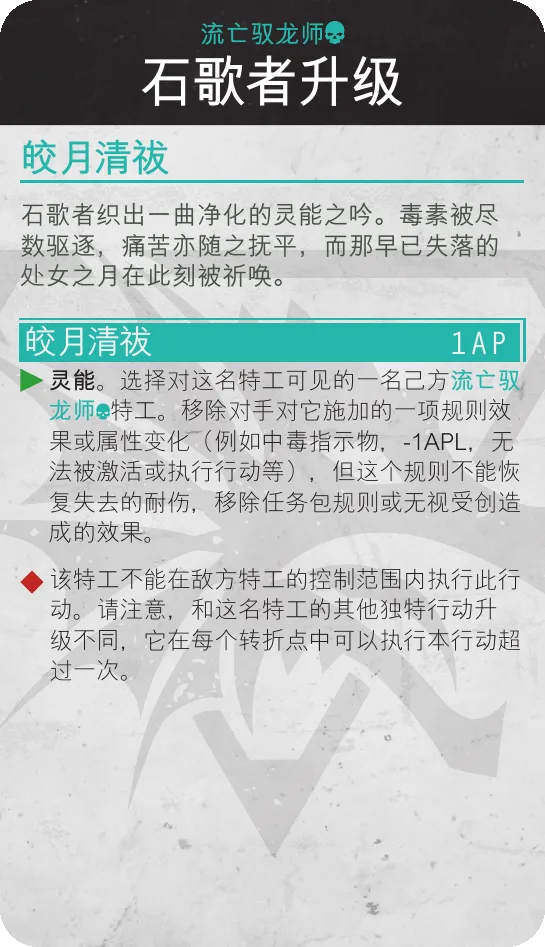 流亡驭龙师
石歌者升级
皎月清祓
石歌者织出一曲净化的灵能之吟。毒素被尽
数驱逐，痛苦亦随之抚平，而那早已失落的
处女之月在此刻被祈唤。
皎月清祓 1AP
灵能。选择对这名特工可见的一名己方流亡驭
龙师特工。移除对手对它施加的一项规则效
果或属性变化（例如中毒指示物，-1APL，无
法被激活或执行行动等），但这个规则不能恢
复失去的耐伤，移除任务包规则或无视受创造
成的效果。
该特工不能在敌方特工的控制范围内执行此行
动。请注意，和这名特工的其他独特行动升
级不同，它在每个转折点中可以执行本行动超
过一次。